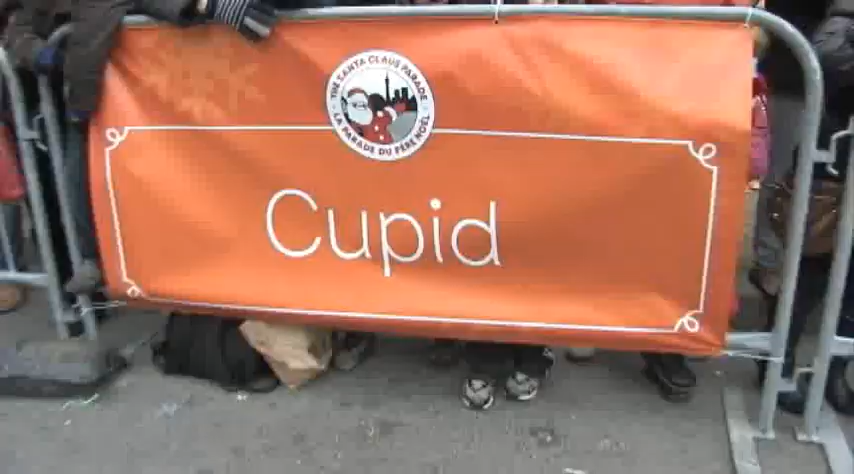 THE SANTA CLAUS PARADE
LA PARADE DU PÈRE NOËL
Cupid